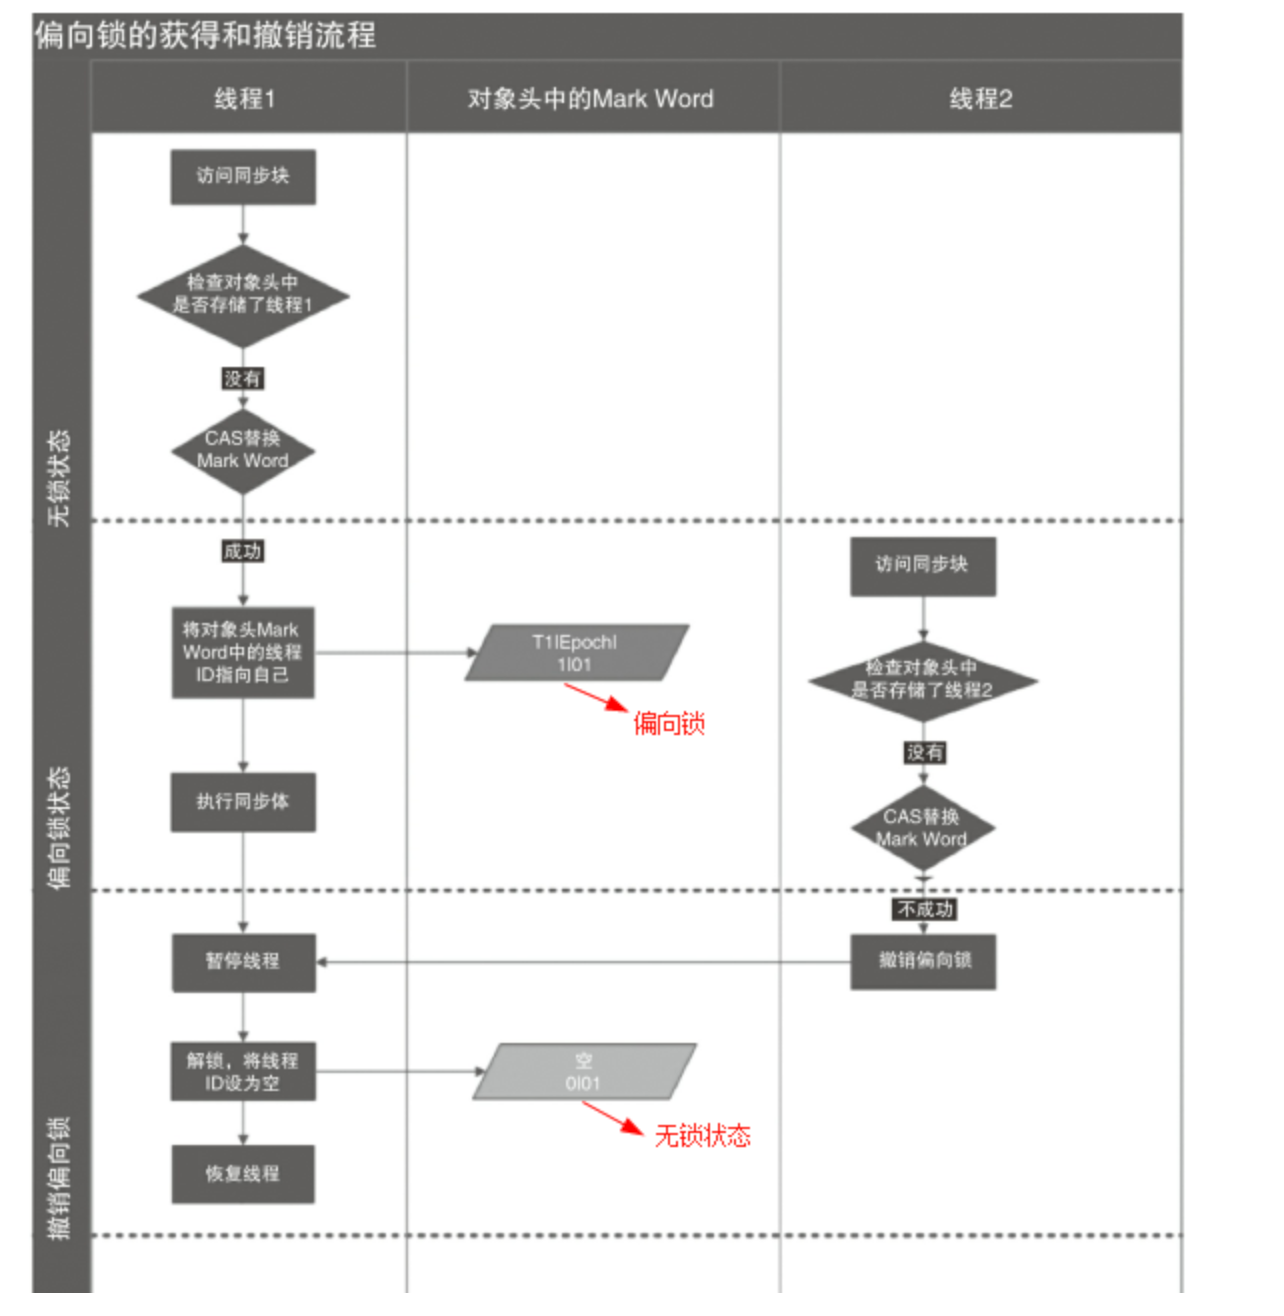 偏向锁的获得和撤销流程
线程1
对象头中的Mark Word
线程2
无锁状态
访问同步块
检查对象头中
是否存储了线程1
没有
CAS替换
Mark Word
偏向锁状态
成功
将对象头Mark
Word中的线程
ID指向自己
T1|Epoch|
1|01
偏向锁
执行同步体
访问同步块
检查对象头中
是否存储了线程2
没有
CAS替换
Mark Word
撤销偏向锁
不成功
撤销偏向锁
暂停线程
解锁，将线程
ID设为空
空
0|01
无锁状态
恢复线程